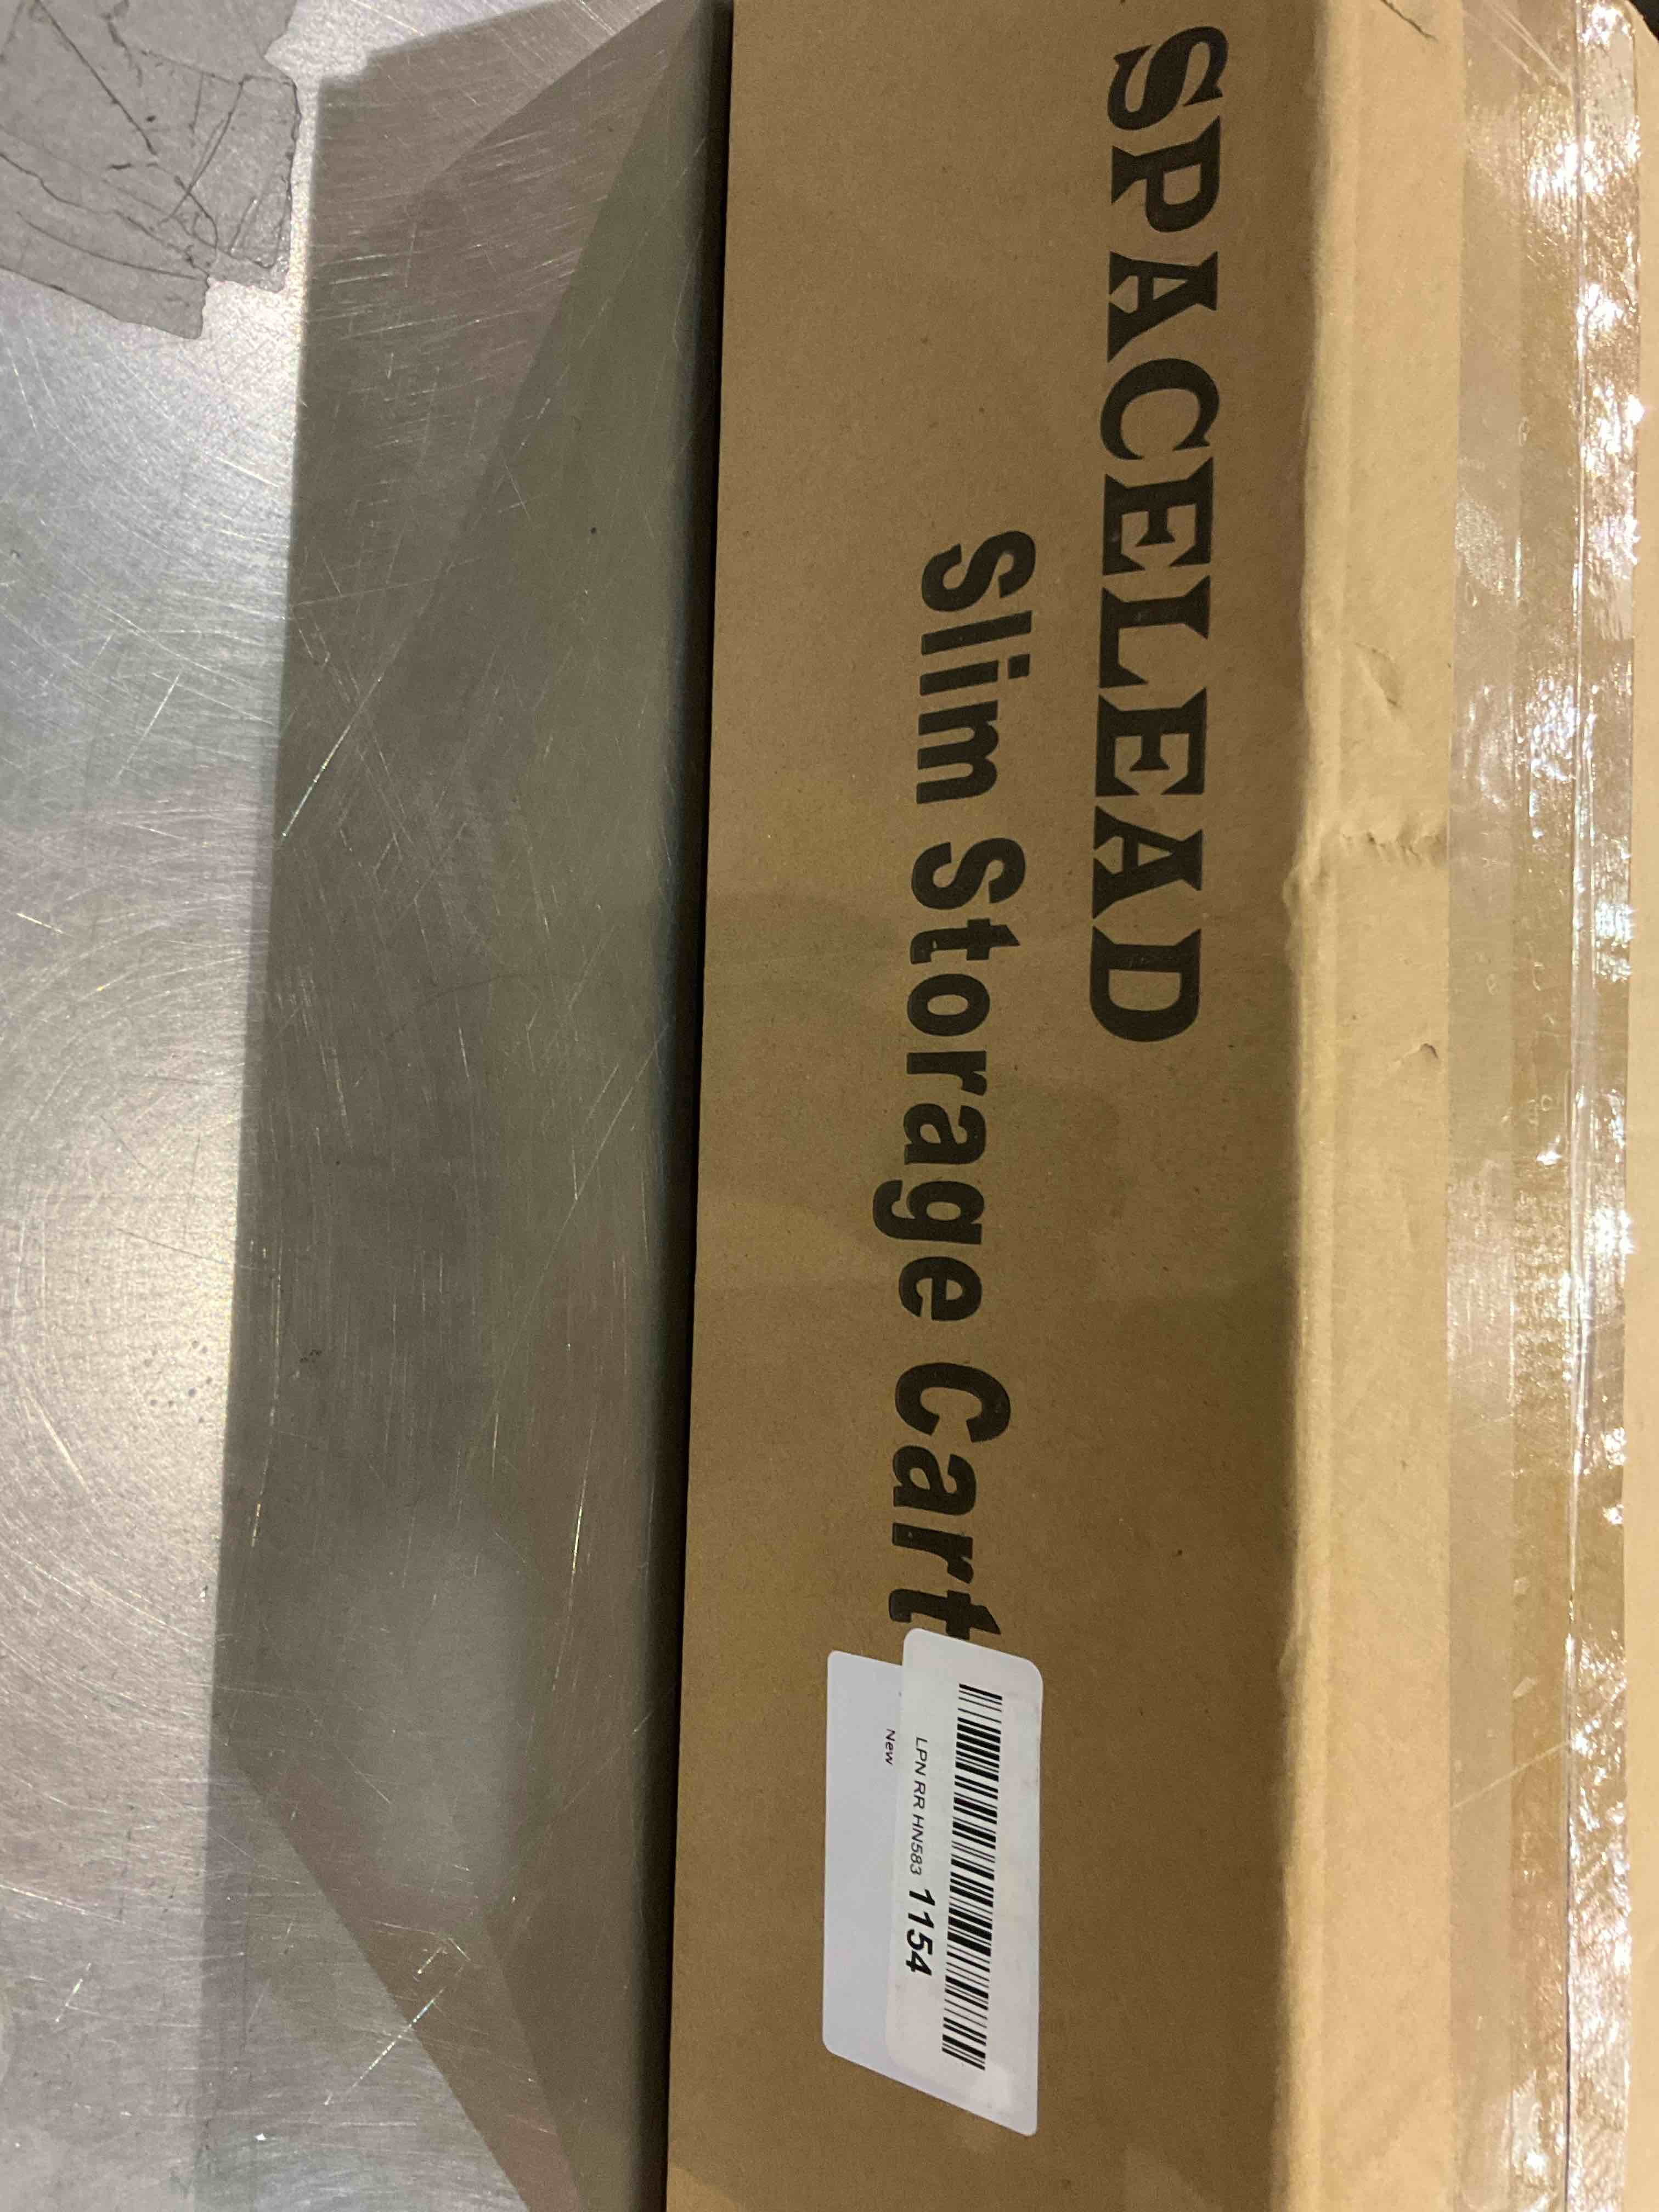 SPACELEAD
Slim Storage Cart
LPN RR HN583 1154
New